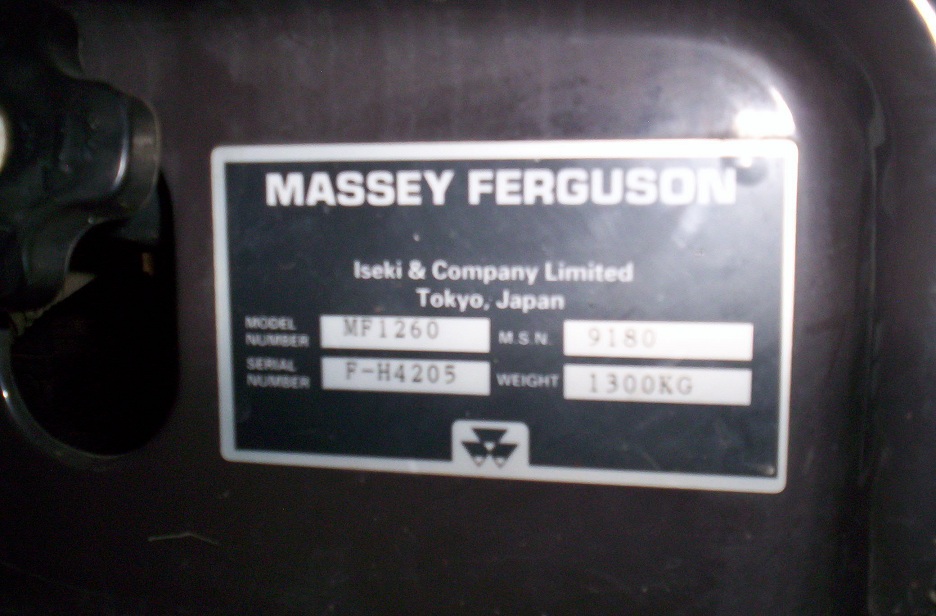 MASSEY FERGUSON
Iseki & Company Limited
Tokyo, Japan
MODEL NUMBER MF1260 M.S.N. 9180
SERIAL NUMBER F-H4205 WEIGHT 1300KG